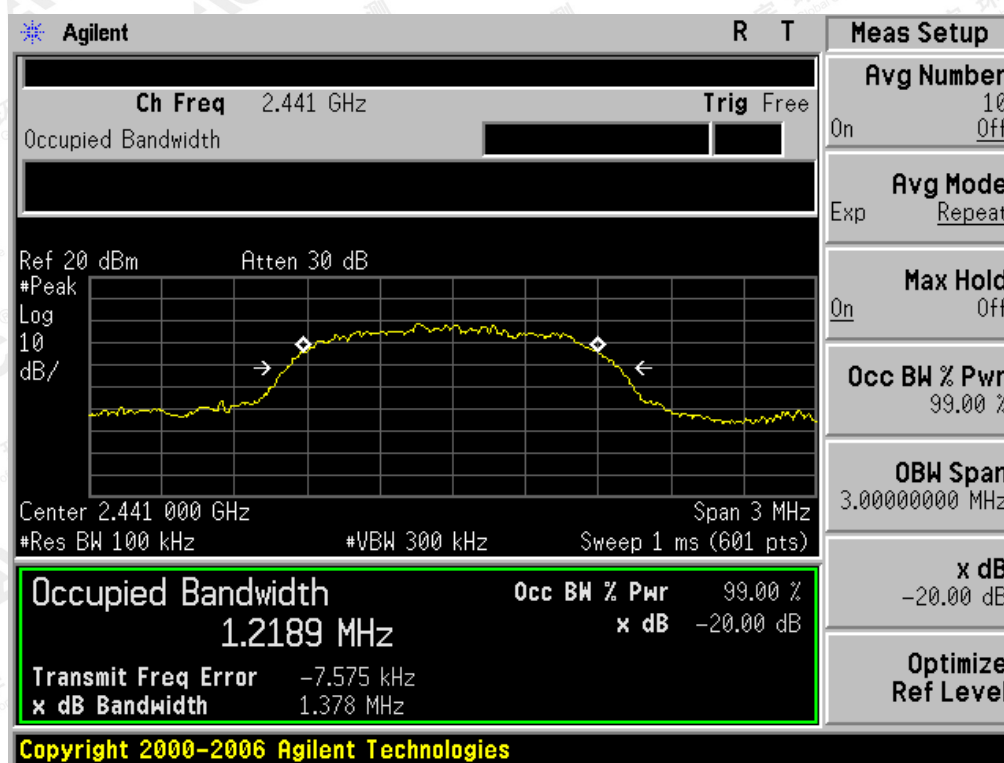 Agilent R T
Ch Freq 2.441 GHz Trig Free
Occupied Bandwidth
Ref 20 dBm Atten 30 dB
#Peak
Log
10
dB/
Center 2.441 000 GHz Span 3 MHz
#Res BW 100 kHz #VBW 300 kHz Sweep 1 ms (601 pts)
Occupied Bandwidth Occ BW % Pwr 99.00 %
1.2189 MHz x dB -20.00 dB
Transmit Freq Error -7.575 kHz
x dB Bandwidth 1.378 MHz
Copyright 2000-2006 Agilent Technologies
Meas Setup
Avg Number
10
On Off
Avg Mode
Exp Repeat
Max Hold
On Off
Occ BW % Pwr
99.00 %
OBW Span
3.00000000 MHz
x dB
-20.00 dB
Optimize
Ref Level